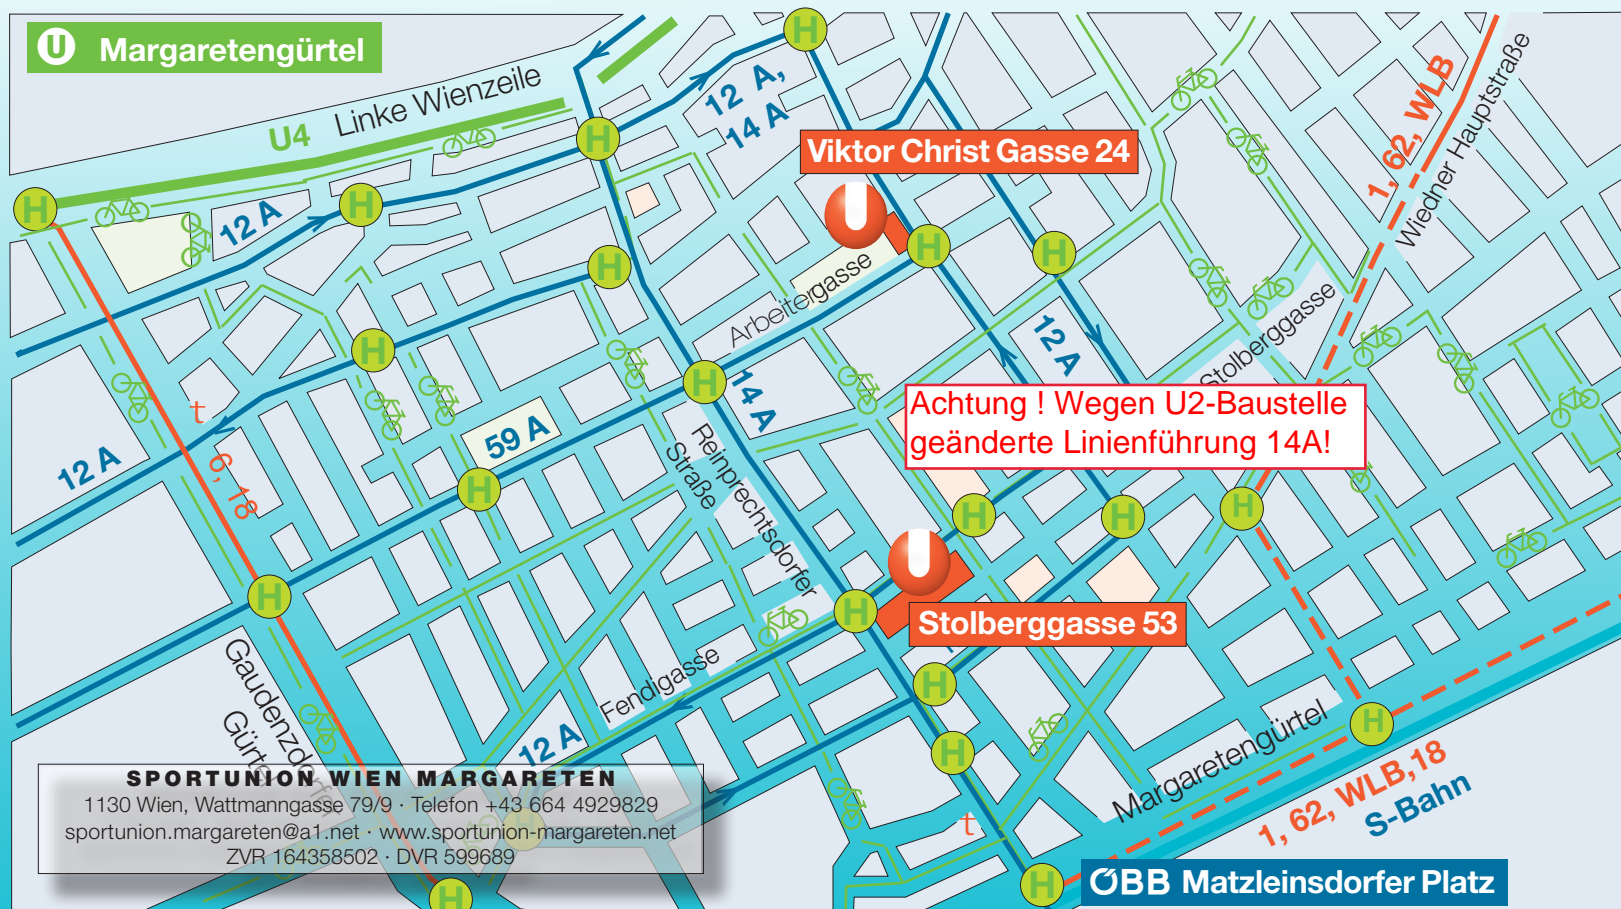 U Margaretengürtel
U4
Linke Wienzeile
12 A,
14 A
Viktor Christ Gasse 24
1, 62, WLB
Wiedner Hauptstraße
H
H
H
H
12 A
H
H
H
H
U
Arbeitergasse
12 A
Stolberggasse
H
H
14 A
t
Achtung ! Wegen U2-Baustelle
geänderte Linienführung 14A!
59 A
12 A
6, 18
Reinprechtsdorfer
Straße
H
H
H
H
U
H
H
Stolberggasse 53
Gaudenzdorfer
Gürtel
Fendigasse
H
12 A
H
H
Margaretengürtel
1, 62, WLB,18
S-Bahn
t
SPORTUNION WIEN MARGARETEN
1130 Wien, Wattmanngasse 79/9 · Telefon +43 664 4929829
sportunion.margareten@a1.net · www.sportunion-margareten.net
ZVR 164358502 · DVR 599689
H
H
H
ÖBB Matzleinsdorfer Platz